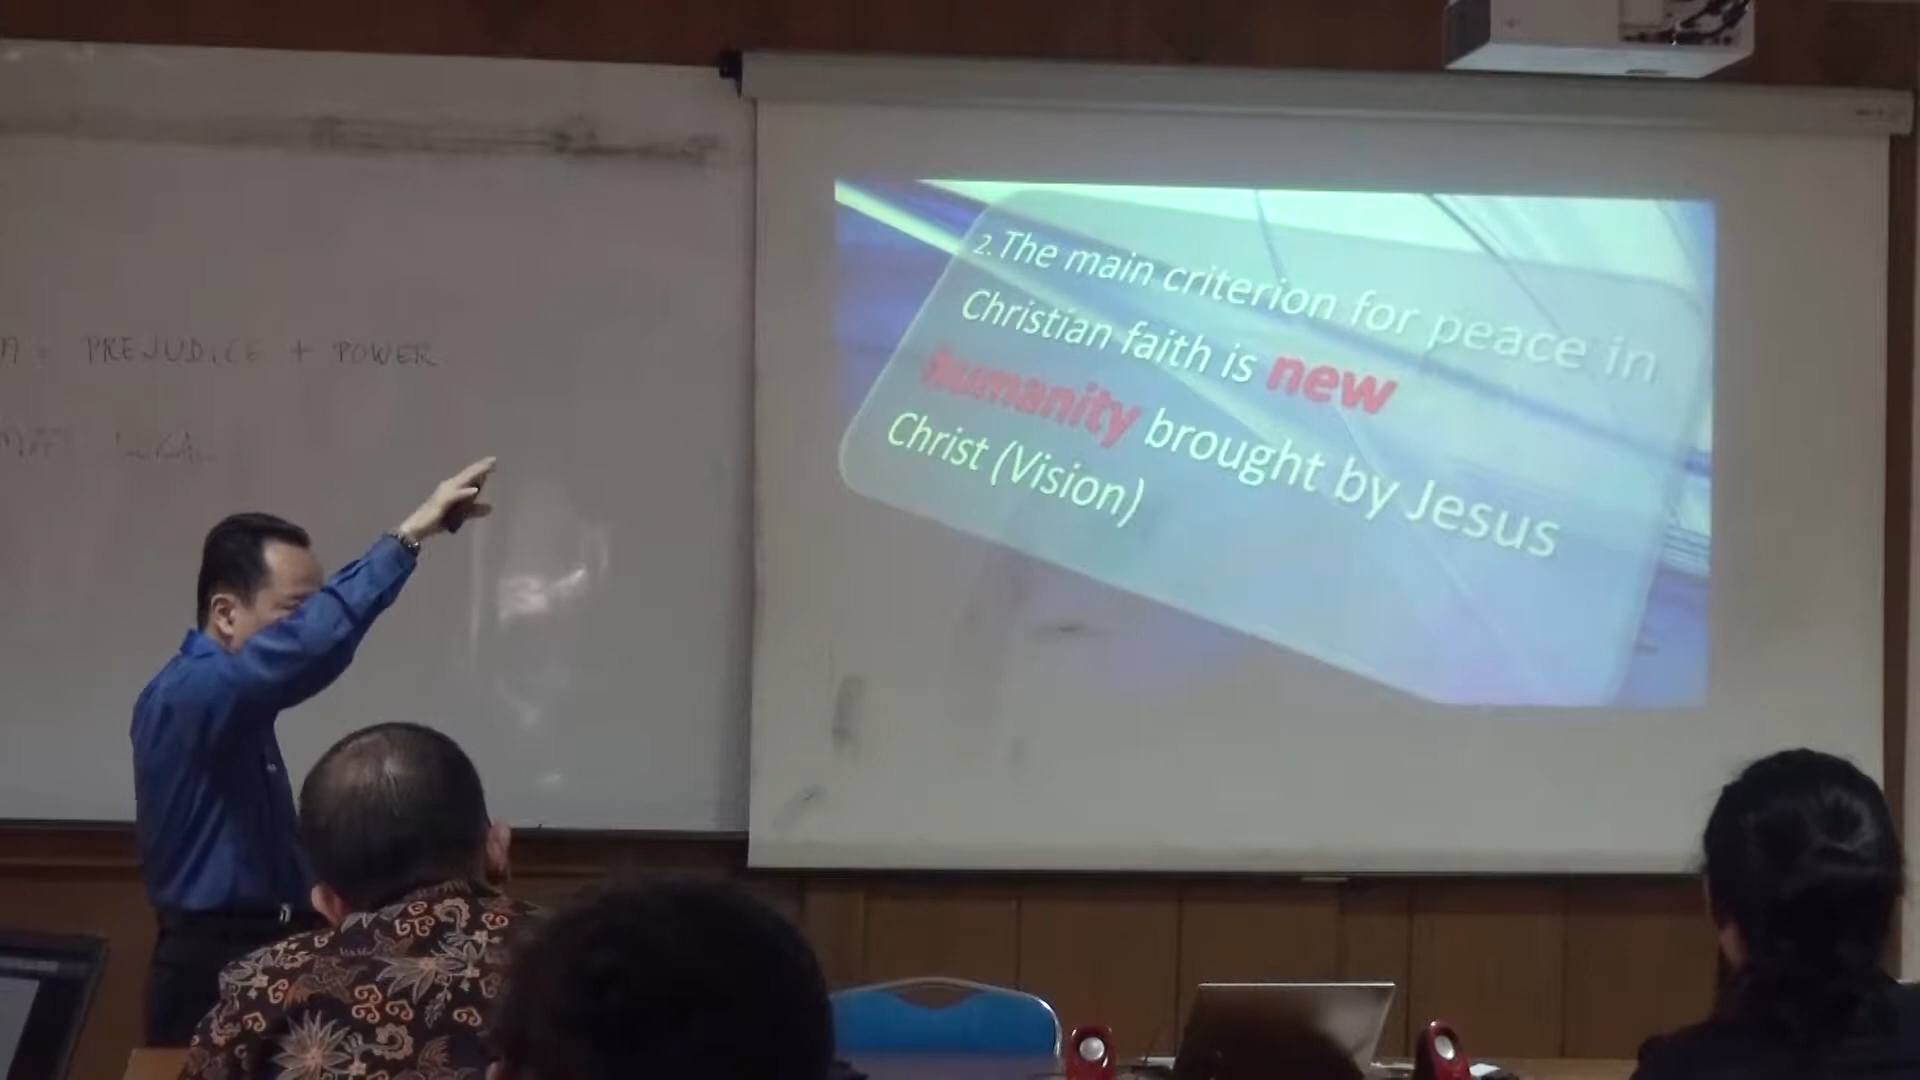 PREJUDICE + POWER
2. The main criterion for peace in
Christian faith is new
humanity brought by Jesus
Christ (Vision)